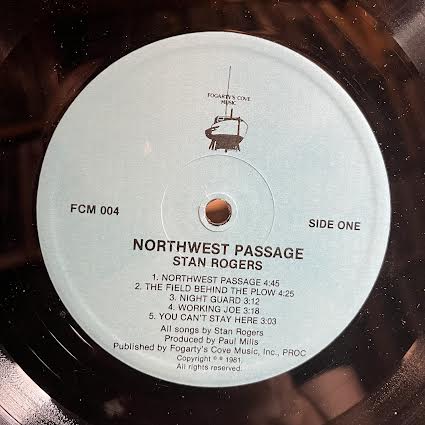 FOGARTY'S COVE
MUSIC
FCM 004
SIDE ONE
NORTHWEST PASSAGE
STAN ROGERS
1. NORTHWEST PASSAGE 4:45
2. THE FIELD BEHIND THE PLOW 4:25
3. NIGHT GUARD 3:12
4. WORKING JOE 3:18
5. YOU CAN'T STAY HERE 3:03
All songs by Stan Rogers
Produced by Paul Mills
Published by Fogarty's Cove Music, Inc., PROC
Copyright © ℗ 1981.
All rights reserved.